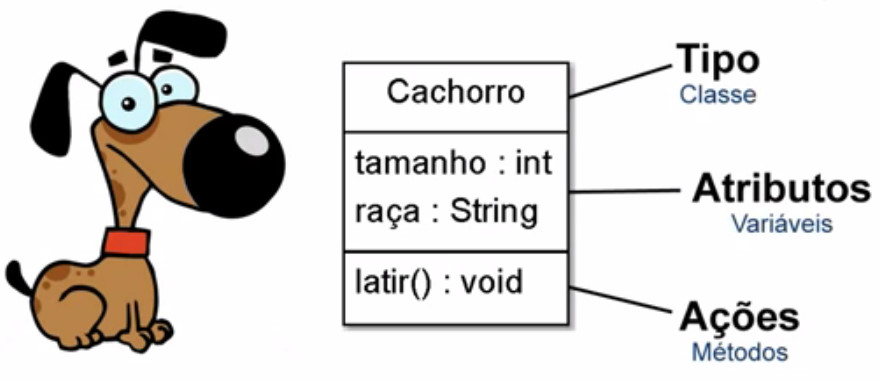 Cachorro
tamanho : int
raça : String
latir() : void
Tipo
Classe
Atributos
Variáveis
Ações
Métodos